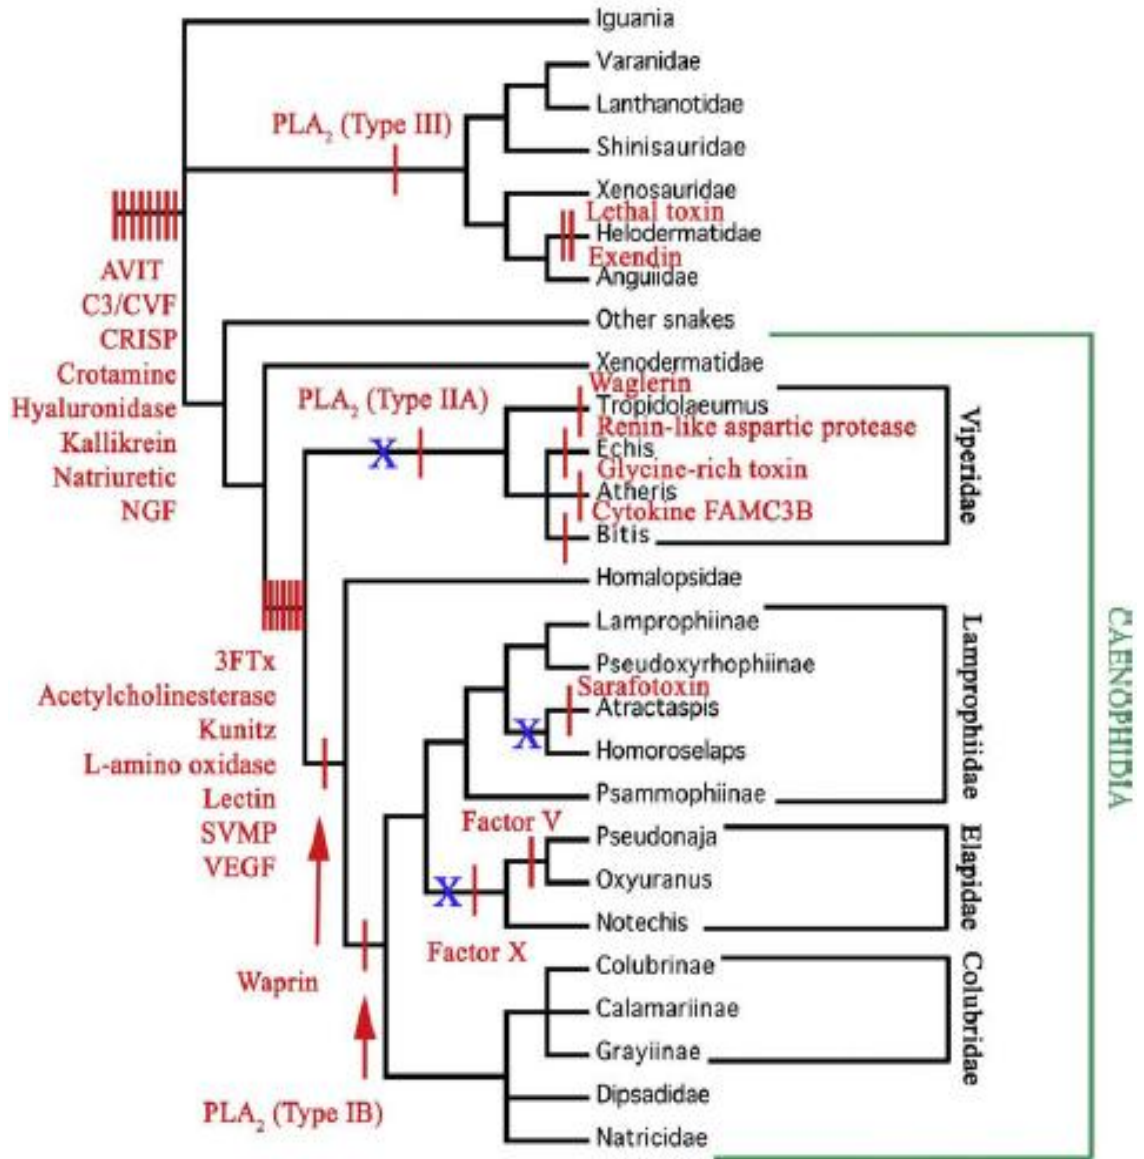 Iguania
Varanidae
Lanthanotidae
PLA₂ (Type III)
Shinisauridae
Xenosauridae
Lethal toxin
Helodermatidae
Exendin
Anguiidae
AVIT
C3/CVF
CRISP
Crotamine
Hyaluronidase
Kallikrein
Natriuretic
NGF
Other snakes
Xenodermatidae
Waglerin
PLA₂ (Type IIA)
Tropidolaeumus
Renin-like aspartic protease
X
Echis
Glycine-rich toxin
Atheris
Cytokine FAMC3B
Bitis
Viperidae
Homalopsidae
3FTx
Acetylcholinesterase
Kunitz
L-amino oxidase
Lectin
SVMP
VEGF
Lamprophiinae
Pseudoxyrhophiinae
Sarafotoxin
Atractaspis
X
Homoroselaps
Psammophiinae
Lamprophiidae
CAENOPHIDIA
Factor V
Pseudonaja
Oxyuranus
X
Notechis
Elapidae
Factor X
Waprin
Colubrinae
Calamariinae
Grayiinae
Colubridae
Dipsadidae
PLA₂ (Type IB)
Natricidae